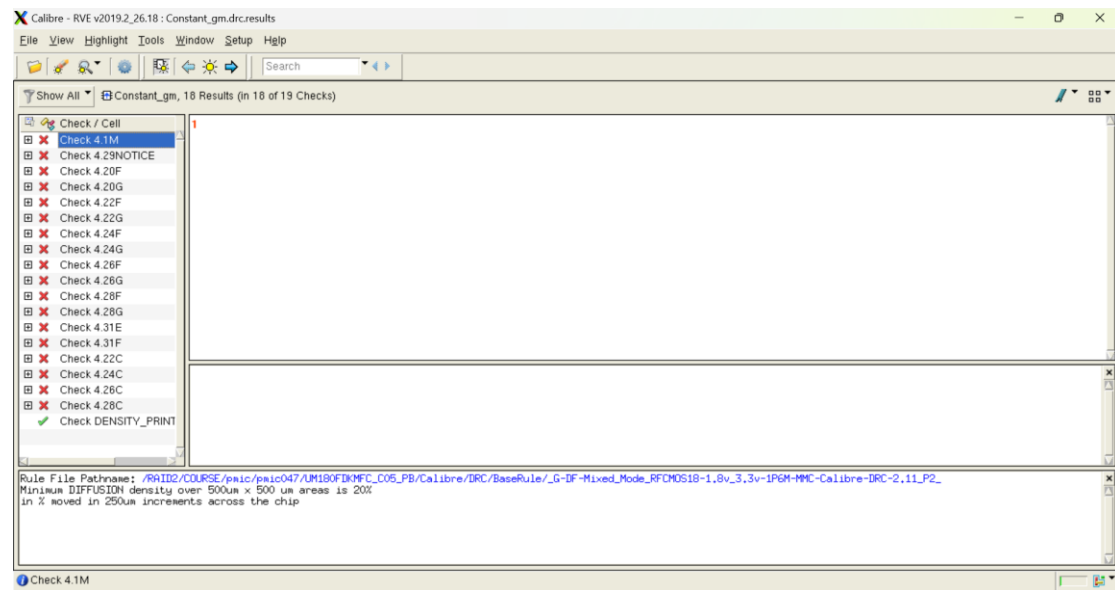 Calibre - RVE v2019.2_26.18 : Constant_gm.drc.results
File View Highlight Tools Window Setup Help
Search
Show All Constant_gm, 18 Results (in 18 of 19 Checks)
Check / Cell
1
Check 4.1M
Check 4.29NOTICE
Check 4.20F
Check 4.20G
Check 4.22F
Check 4.22G
Check 4.24F
Check 4.24G
Check 4.26F
Check 4.26G
Check 4.28F
Check 4.28G
Check 4.31E
Check 4.31F
Check 4.22C
Check 4.24C
Check 4.26C
Check 4.28C
Check DENSITY_PRINT
Rule File Pathname: /RAID2/COURSE/pmic/pmic047/UM180FDKMFC_C05_PB/Calibre/DRC/BaseRule/_G-DF-Mixed_Mode_RFCMOS18-1.8v_3.3v-1P6M-MMC-Calibre-DRC-2.11_P2_
Minimum DIFFUSION density over 500um x 500 um areas is 20%
in % moved in 250um increments across the chip
Check 4.1M